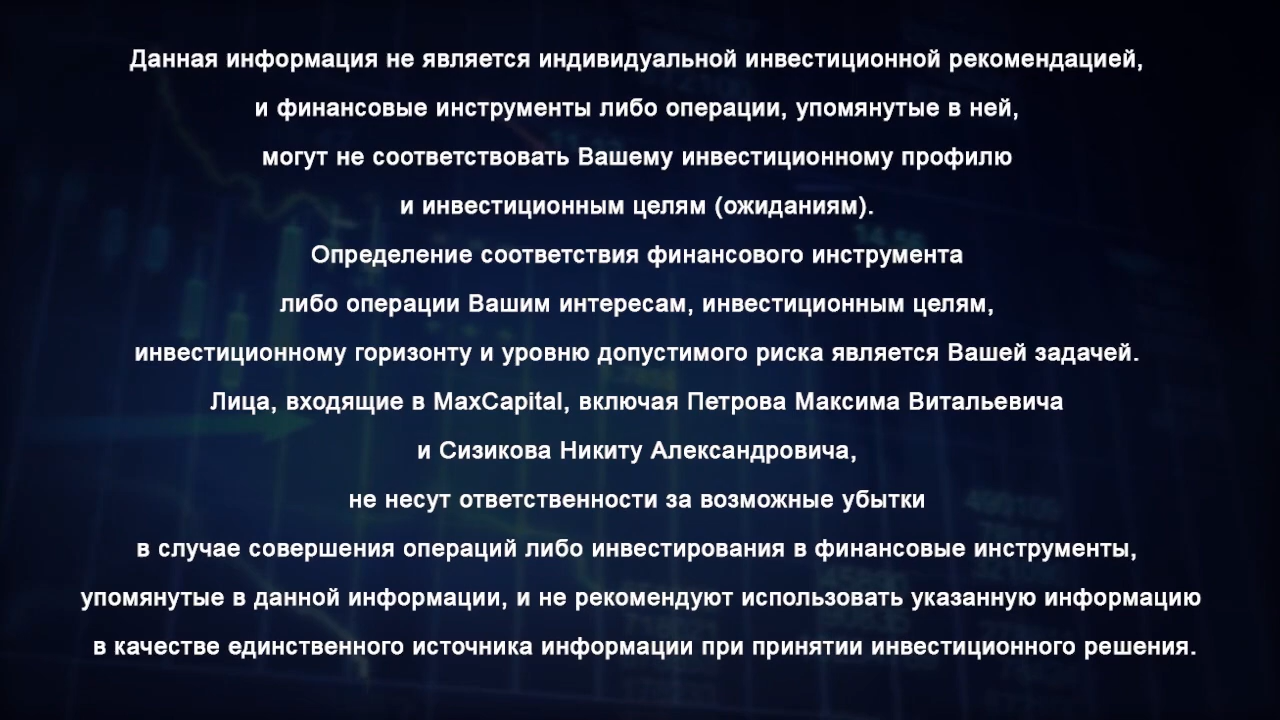 Данная информация не является индивидуальной инвестиционной рекомендацией,
и финансовые инструменты либо операции, упомянутые в ней,
могут не соответствовать Вашему инвестиционному профилю
и инвестиционным целям (ожиданиям).
Определение соответствия финансового инструмента
либо операции Вашим интересам, инвестиционным целям,
инвестиционному горизонту и уровню допустимого риска является Вашей задачей.
Лица, входящие в MaxCapital, включая Петрова Максима Витальевича
и Сизикова Никиту Александровича,
не несут ответственности за возможные убытки
в случае совершения операций либо инвестирования в финансовые инструменты,
упомянутые в данной информации, и не рекомендуют использовать указанную информацию
в качестве единственного источника информации при принятии инвестиционного решения.